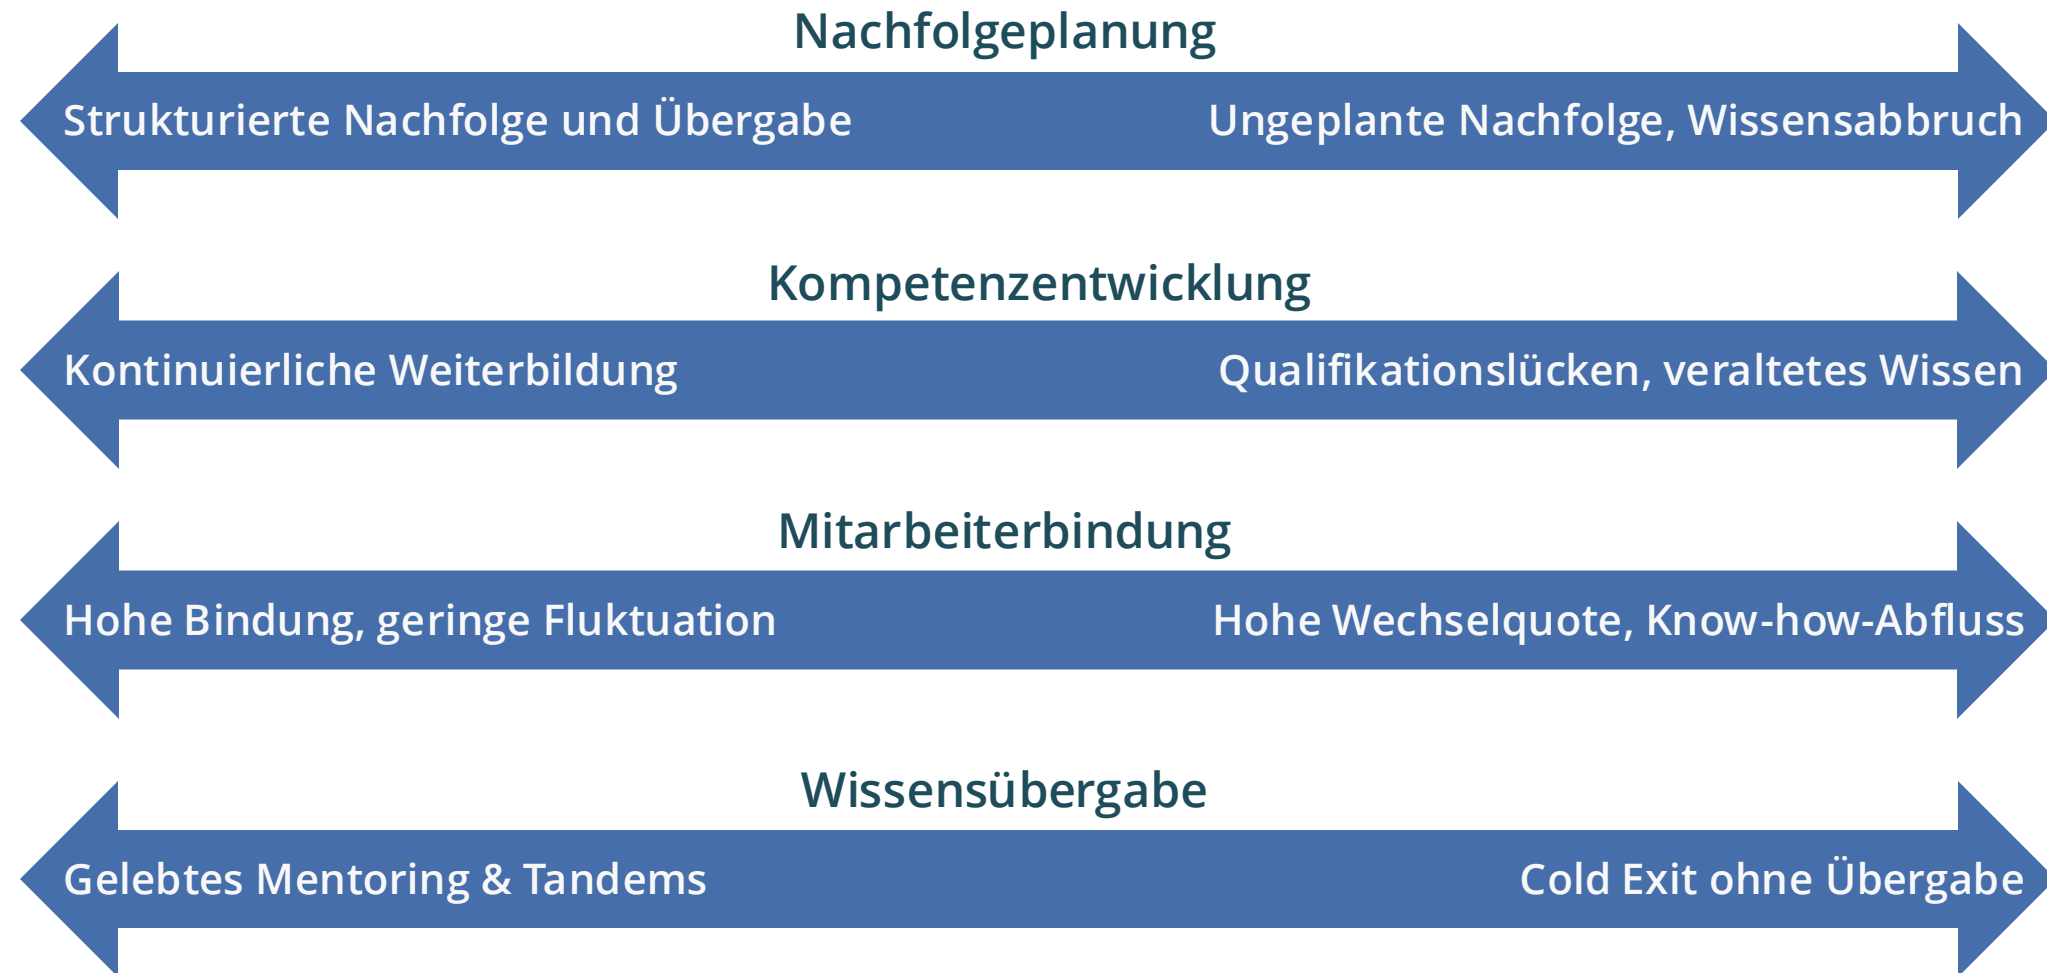 Nachfolgeplanung
Strukturierte Nachfolge und Übergabe
Ungeplante Nachfolge, Wissensabbruch
Kompetenzentwicklung
Kontinuierliche Weiterbildung
Qualifikationslücken, veraltetes Wissen
Mitarbeiterbindung
Hohe Bindung, geringe Fluktuation
Hohe Wechselquote, Know-how-Abfluss
Wissensübergabe
Gelebtes Mentoring & Tandems
Cold Exit ohne Übergabe